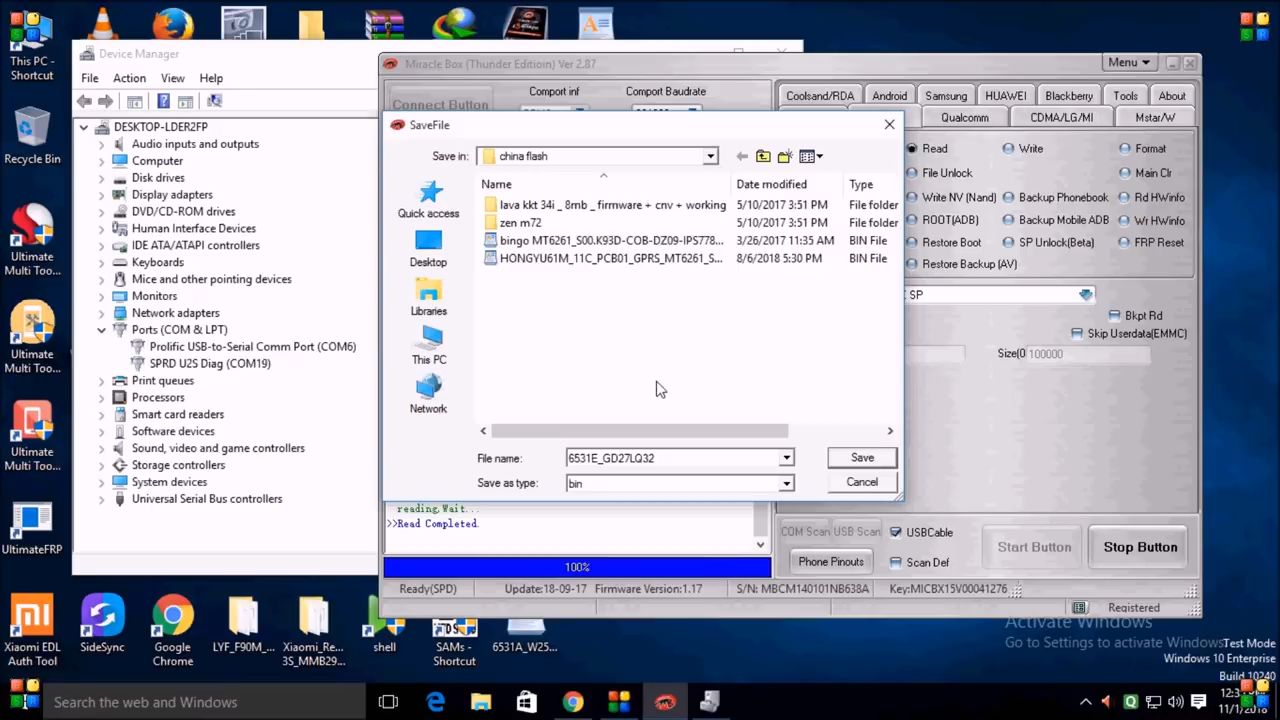 This PC -
Shortcut
Recycle Bin
Ultimate
Multi Too...
Ultimate
Multi Too...
Ultimate
Multi Too...
UltimateFRP
Xiaomi EDL
Auth Tool
SideSync
Google
Chrome
LYF_F90M_...
Xiaomi_Re...
3S_MMB29...
shell
SAMs -
Shortcut
6531A_W25...
Device Manager
File Action View Help
DESKTOP-LDER2FP
Audio inputs and outputs
Computer
Disk drives
Display adapters
DVD/CD-ROM drives
Human Interface Devices
IDE ATA/ATAPI controllers
Keyboards
Mice and other pointing devices
Monitors
Network adapters
Ports (COM & LPT)
Prolific USB-to-Serial Comm Port (COM6)
SPRD U2S Diag (COM19)
Print queues
Processors
Smart card readers
Software devices
Sound, video and game controllers
Storage controllers
System devices
Universal Serial Bus controllers
Miracle Box (Thunder Editioin) Ver 2.87
Menu
Connect Button
Comport inf
Comport Baudrate
Coolsand/RDA Android Samsung HUAWEI Blackberry Tools About
Qualcomm CDMA/LG/MI Mstar/W
SaveFile
Save in: china flash
Name Date modified Type
lava kkt 34i _ 8mb _ firmware + cnv + working 5/10/2017 3:51 PM File folder
zen m72 5/10/2017 3:51 PM File folder
bingo MT6261_S00.K93D-COB-DZ09-IPS778... 3/26/2017 11:35 AM BIN File
HONGYU61M_11C_PCB01_GPRS_MT6261_S... 8/6/2018 5:30 PM BIN File
Quick access
Desktop
Libraries
This PC
Network
File name: 6531E_GD27LQ32
Save
Save as type: bin
Cancel
Read Write Format
File Unlock Main Clr
Write NV (Nand) Backup Phonebook Rd HWinfo
ROOT(ADB) Backup Mobile ADB Wr HWinfo
Restore Boot SP Unlock(Beta) FRP Reset
Restore Backup (AV)
SP
Bkpt Rd
Skip Userdata(EMMC)
Size(0 100000
reading,Wait...
>>Read Completed.
100%
COM Scan USB Scan USBCable
Phone Pinouts Scan Def
Start Button
Stop Button
Ready(SPD) Update:18-09-17 Firmware Version:1.17 S/N: MBCM140101NB638A Key:MICBX15V00041276
Registered
Activate Windows
Go to Settings to activate Windows.
Test Mode
Windows 10 Enterprise
Build 10240
Search the web and Windows
11/1/2018